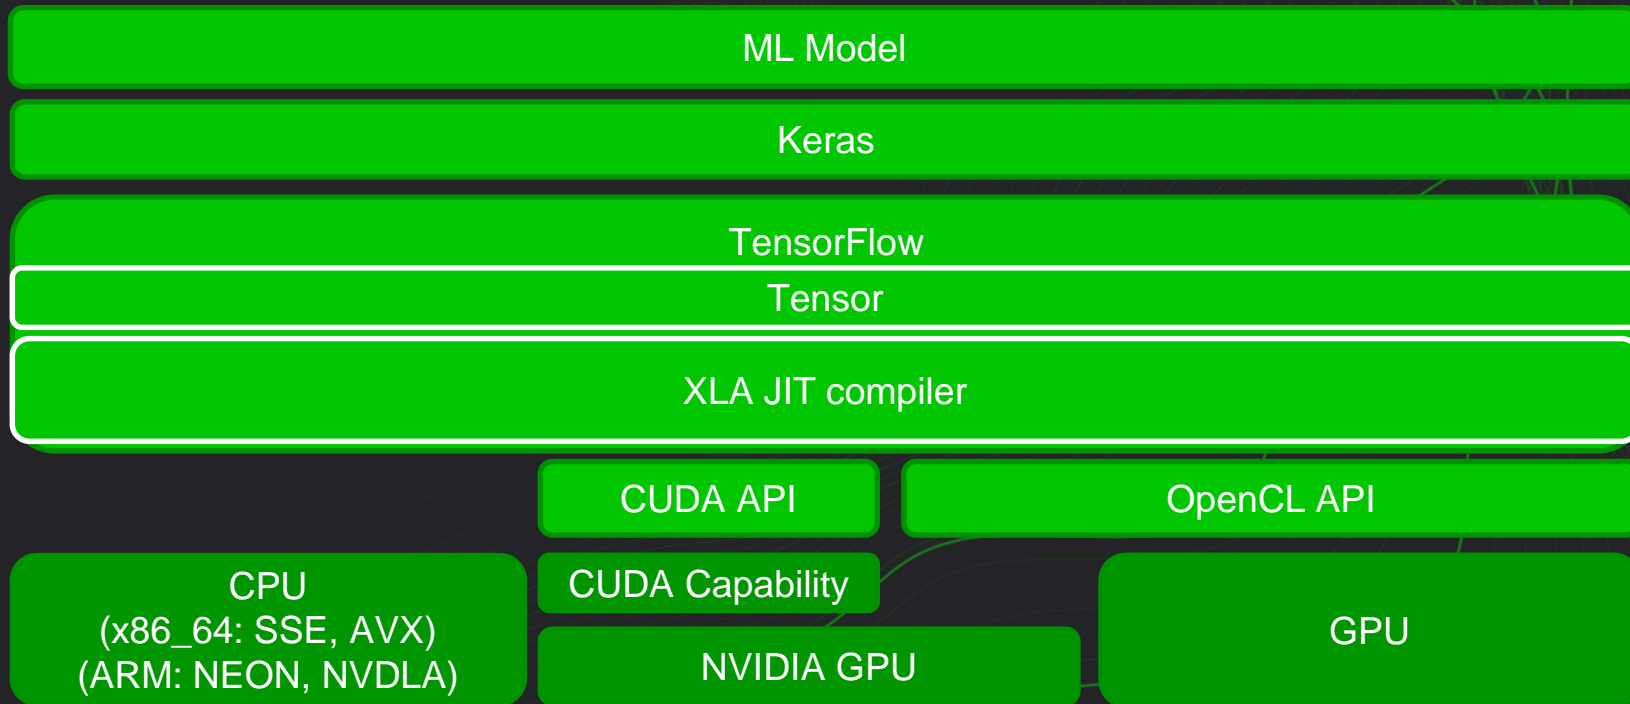 ML Model
Keras
TensorFlow
Tensor
XLA JIT compiler
CUDA API
OpenCL API
CPU
(x86_64: SSE, AVX)
(ARM: NEON, NVDLA)
CUDA Capability
NVIDIA GPU
GPU